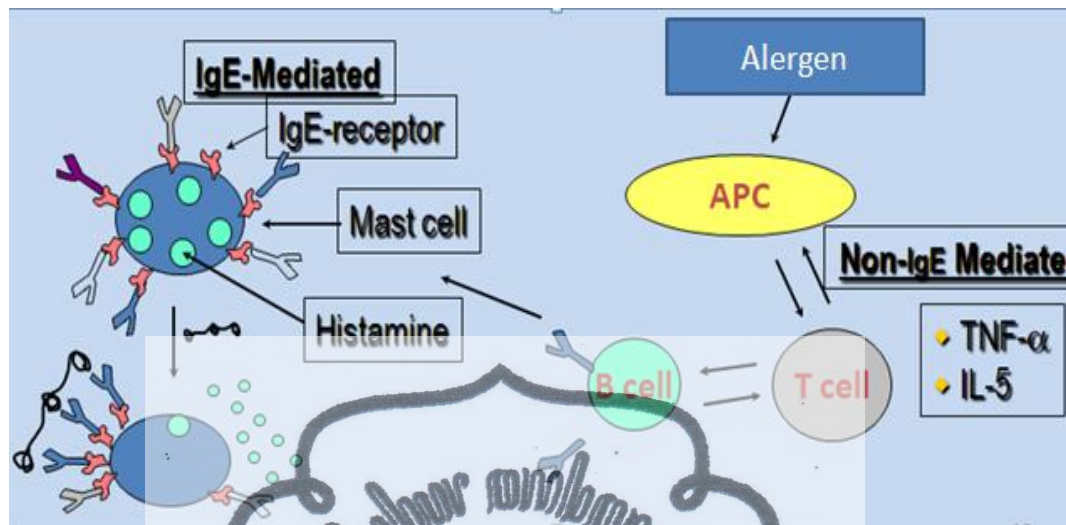 IgE-Mediated
IgE-receptor
Mast cell
Histamine
Alergen
APC
Non-IgE Mediate
◆ TNF-α
◆ IL-5
B cell
T cell